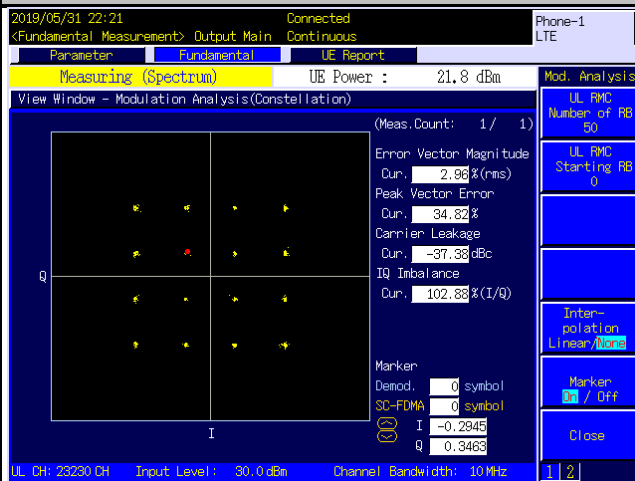 2019/05/31 22:21 Connected Phone-1
<Fundamental Measurement> Output Main Continuous LTE
Parameter Fundamental UE Report
Measuring (Spectrum) UE Power : 21.8 dBm Mod. Analysis
View Window - Modulation Analysis(Constellation)
(Meas.Count: 1/ 1)
Error Vector Magnitude
Cur. 2.96 %(rms)
Peak Vector Error
Cur. 34.82 %
Carrier Leakage
Cur. -37.38 dBc
IQ Imbalance
Cur. 102.88 %(I/Q)
Q
I
Marker
Demod. 0 symbol
SC-FDMA 0 symbol
I -0.2945
Q 0.3463
UL RMC
Number of RB
50
UL RMC
Starting RB
0
Inter-
polation
Linear/None
Marker
On / Off
Close
UL CH: 23230 CH Input Level: 30.0 dBm Channel Bandwidth: 10 MHz 1 2